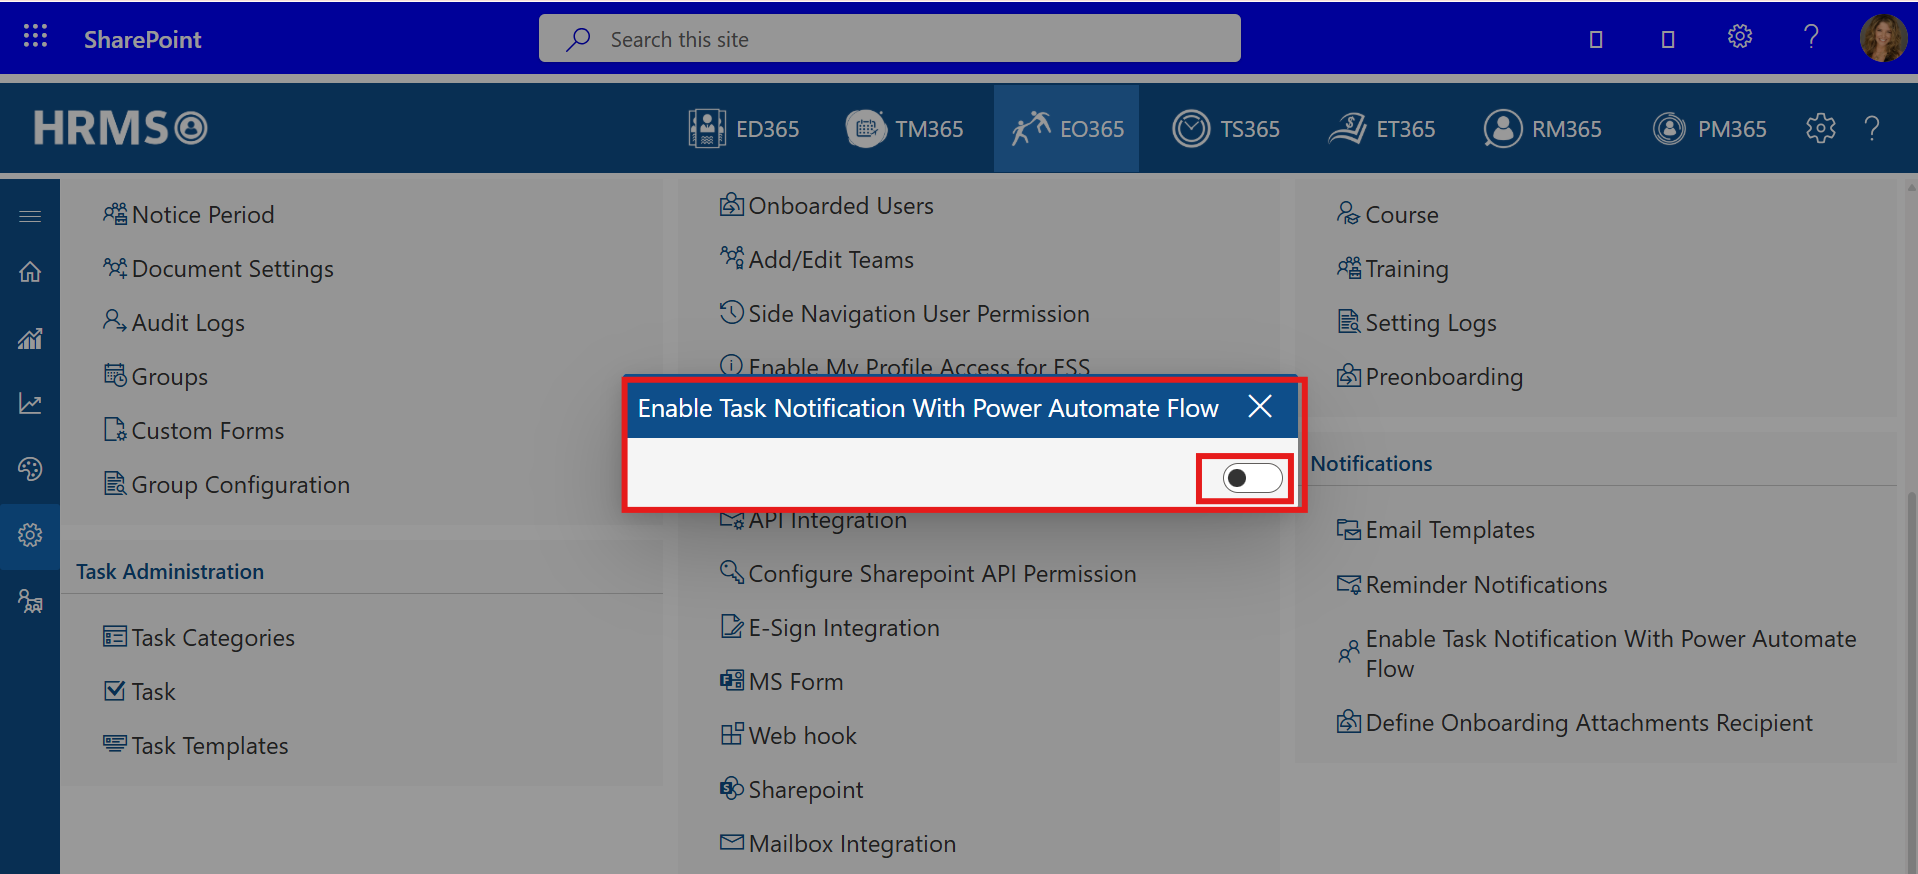 SharePoint
Search this site
HRMS
ED365
TM365
EO365
TS365
ET365
RM365
PM365
Notice Period
Document Settings
Audit Logs
Groups
Custom Forms
Group Configuration
Task Administration
Task Categories
Task
Task Templates
Onboarded Users
Add/Edit Teams
Side Navigation User Permission
Enable My Profile Access for ESS
Enable Task Notification With Power Automate Flow
API Integration
Configure Sharepoint API Permission
E-Sign Integration
MS Form
Web hook
Sharepoint
Mailbox Integration
Course
Training
Setting Logs
Preonboarding
Notifications
Email Templates
Reminder Notifications
Enable Task Notification With Power Automate
Flow
Define Onboarding Attachments Recipient